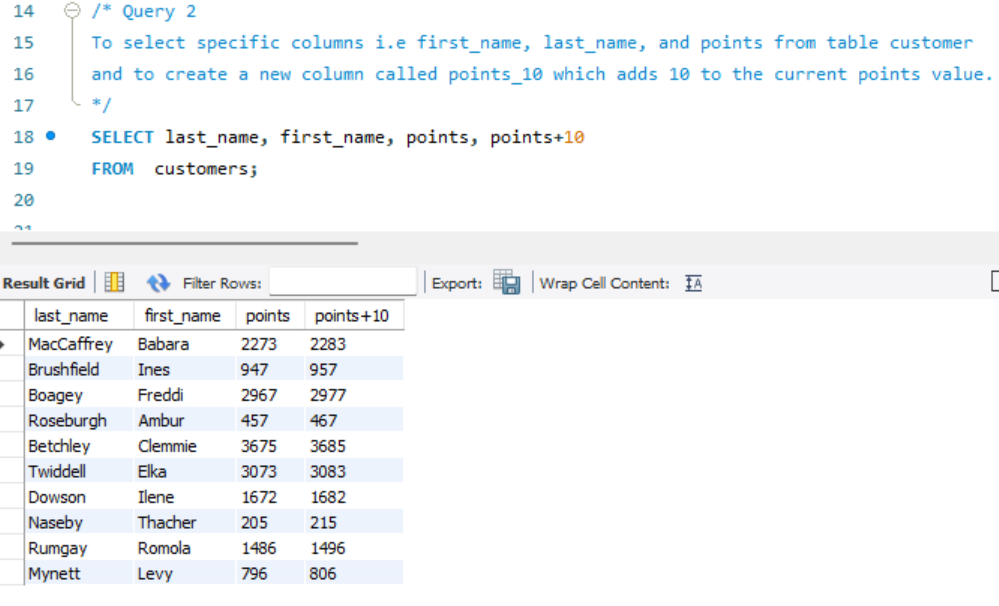 14 /* Query 2
15 To select specific columns i.e first_name, last_name, and points from table customer
16 and to create a new column called points_10 which adds 10 to the current points value.
17 */
18 SELECT last_name, first_name, points, points+10
19 FROM  customers;
20
21
Result Grid Filter Rows: Export: Wrap Cell Content: IA
last_name first_name points points+10
MacCaffrey Babara 2273 2283
Brushfield Ines 947 957
Boagey Freddi 2967 2977
Roseburgh Ambur 457 467
Betchley Clemmie 3675 3685
Twiddell Elka 3073 3083
Dowson Ilene 1672 1682
Naseby Thacher 205 215
Rumgay Romola 1486 1496
Mynett Levy 796 806